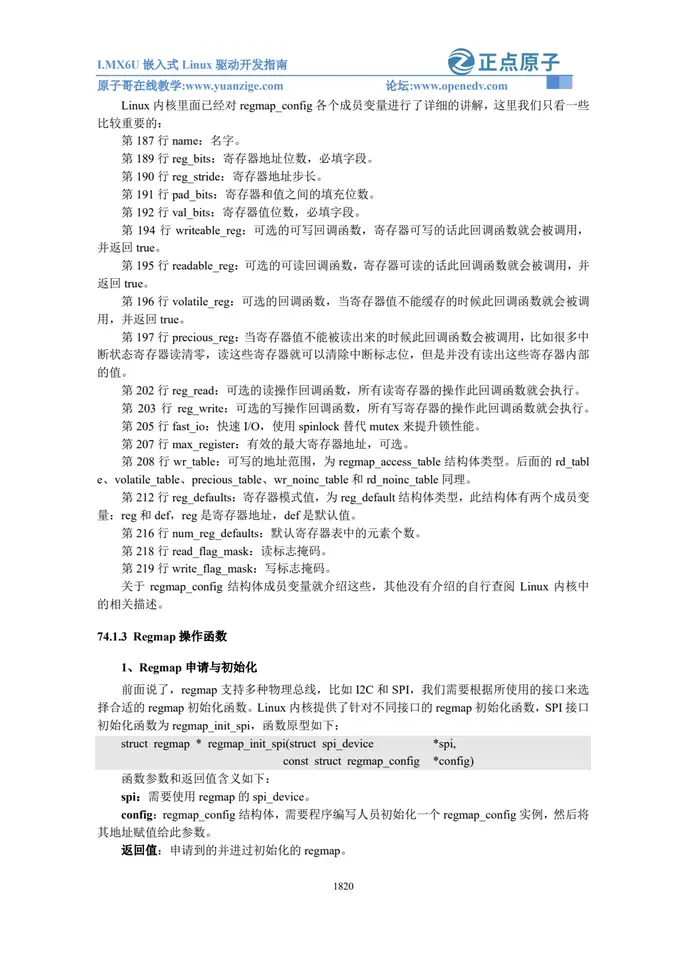 I.MX6U 嵌入式 Linux 驱动开发指南
正点原子
原子哥在线教学:www.yuanzige.com 论坛:www.openedv.com
Linux 内核里面已经对 regmap_config 各个成员变量进行了详细的讲解，这里我们只看一些
比较重要的：
第 187 行 name：名字。
第 189 行 reg_bits：寄存器地址位数，必填字段。
第 190 行 reg_stride：寄存器地址步长。
第 191 行 pad_bits：寄存器和值之间的填充位数。
第 192 行 val_bits：寄存器值位数，必填字段。
第 194 行 writeable_reg：可选的可写回调函数，寄存器可写的话此回调函数就会被调用，
并返回 true。
第 195 行 readable_reg：可选的可读回调函数，寄存器可读的话此回调函数就会被调用，并
返回 true。
第 196 行 volatile_reg：可选的回调函数，当寄存器值不能缓存的时候此回调函数就会被调
用，并返回 true。
第 197 行 precious_reg：当寄存器值不能被读出来的时候此回调函数会被调用，比如很多中
断状态寄存器读清零，读这些寄存器就可以清除中断标志位，但是并没有读出这些寄存器内部
的值。
第 202 行 reg_read：可选的读操作回调函数，所有读寄存器的操作此回调函数就会执行。
第 203 行 reg_write：可选的写操作回调函数，所有写寄存器的操作此回调函数就会执行。
第 205 行 fast_io：快速 I/O，使用 spinlock 替代 mutex 来提升锁性能。
第 207 行 max_register：有效的最大寄存器地址，可选。
第 208 行 wr_table：可写的地址范围，为 regmap_access_table 结构体类型。后面的 rd_tabl
e、volatile_table、precious_table、wr_noinc_table 和 rd_noinc_table 同理。
第 212 行 reg_defaults：寄存器模式值，为 reg_default 结构体类型，此结构体有两个成员变
量：reg 和 def，reg 是寄存器地址，def 是默认值。
第 216 行 num_reg_defaults：默认寄存器表中的元素个数。
第 218 行 read_flag_mask：读标志掩码。
第 219 行 write_flag_mask：写标志掩码。
关于 regmap_config 结构体成员变量就介绍这些，其他没有介绍的自行查阅 Linux 内核中
的相关描述。
74.1.3 Regmap 操作函数
1、Regmap 申请与初始化
前面说了，regmap 支持多种物理总线，比如 I2C 和 SPI，我们需要根据所使用的接口来选
择合适的 regmap 初始化函数。Linux 内核提供了针对不同接口的 regmap 初始化函数，SPI 接口
初始化函数为 regmap_init_spi，函数原型如下：
struct regmap * regmap_init_spi(struct spi_device *spi,
const struct regmap_config *config)
函数参数和返回值含义如下：
spi：需要使用 regmap 的 spi_device。
config：regmap_config 结构体，需要程序编写人员初始化一个 regmap_config 实例，然后将
其地址赋值给此参数。
返回值：申请到的并进过初始化的 regmap。
1820